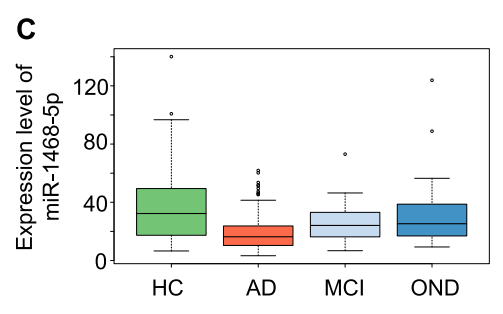 C
Expression level of
miR-1468-5p
120
80
40
0
HC AD MCI OND